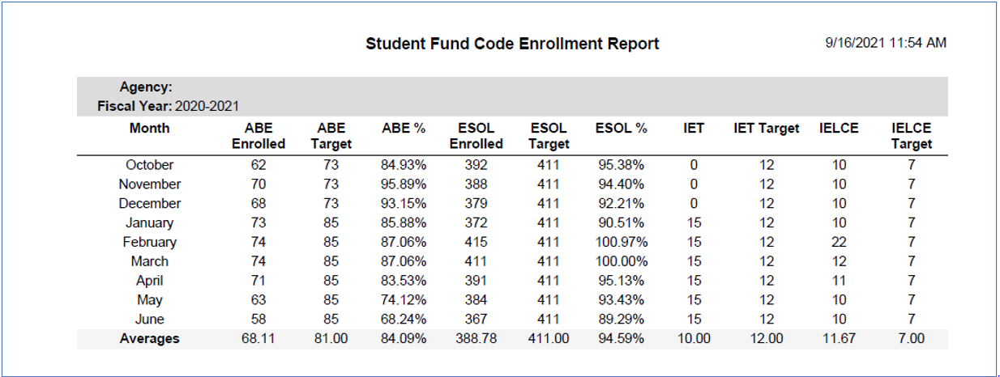 Student Fund Code Enrollment Report
9/16/2021 11:54 AM
Agency:
Fiscal Year: 2020-2021
Month ABE Enrolled ABE Target ABE % ESOL Enrolled ESOL Target ESOL % IET IET Target IELCE IELCE Target
October 62 73 84.93% 392 411 95.38% 0 12 10 7
November 70 73 95.89% 388 411 94.40% 0 12 10 7
December 68 73 93.15% 379 411 92.21% 0 12 10 7
January 73 85 85.88% 372 411 90.51% 15 12 10 7
February 74 85 87.06% 415 411 100.97% 15 12 22 7
March 74 85 87.06% 411 411 100.00% 15 12 12 7
April 71 85 83.53% 391 411 95.13% 15 12 11 7
May 63 85 74.12% 384 411 93.43% 15 12 10 7
June 58 85 68.24% 367 411 89.29% 15 12 10 7
Averages 68.11 81.00 84.09% 388.78 411.00 94.59% 10.00 12.00 11.67 7.00